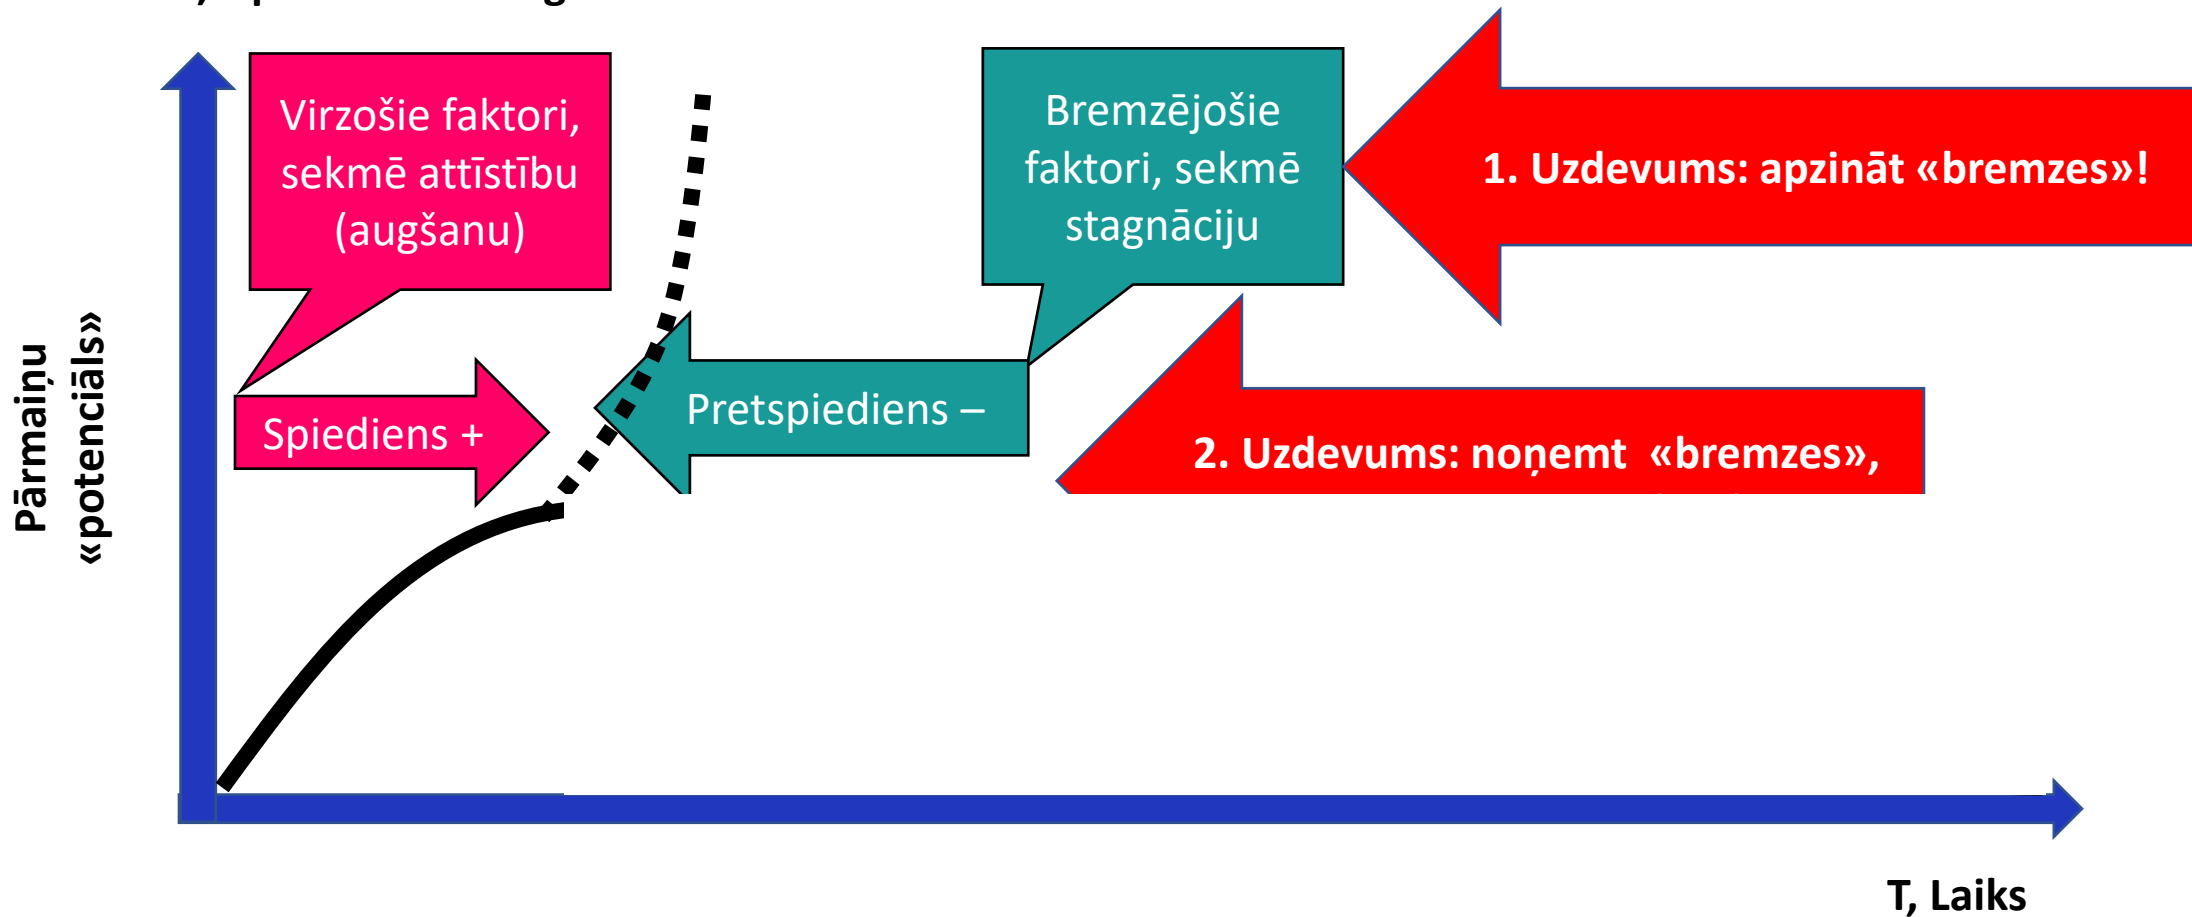 Virzošie faktori,
sekmē attīstību
(augšanu)
Bremzējošie
faktori, sekmē
stagnāciju
1. Uzdevums: apzināt «bremzes»!
Spiediens +
Pretspiediens –
2. Uzdevums: noņemt «bremzes»,
Pārmaiņu
«potenciāls»
T, Laiks